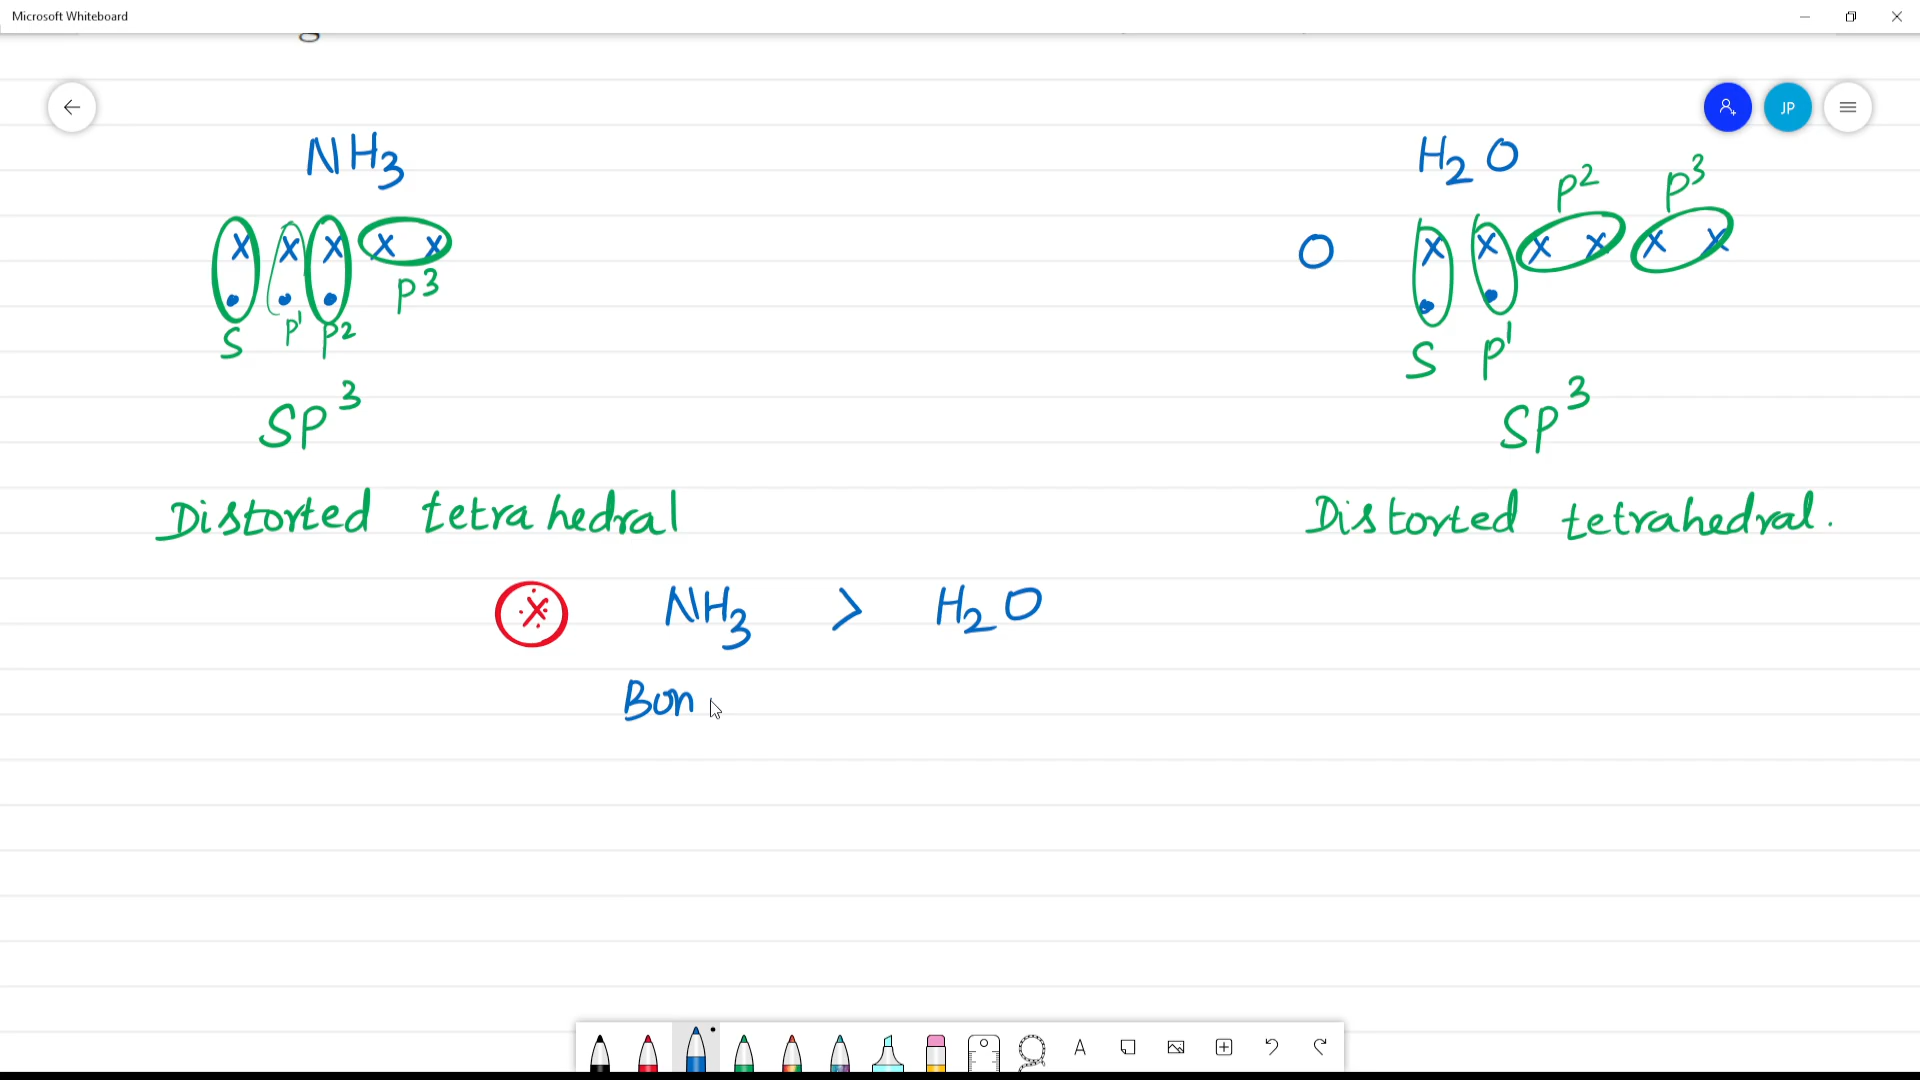 Microsoft Whiteboard
g
JP
NH3
H2O
P2 P3
X X X X X
O X X X X X X
P3
S P1 P2
S P1
SP3
SP3
Distorted tetrahedral
Distorted tetrahedral.
NH3 > H2O
Bon
A